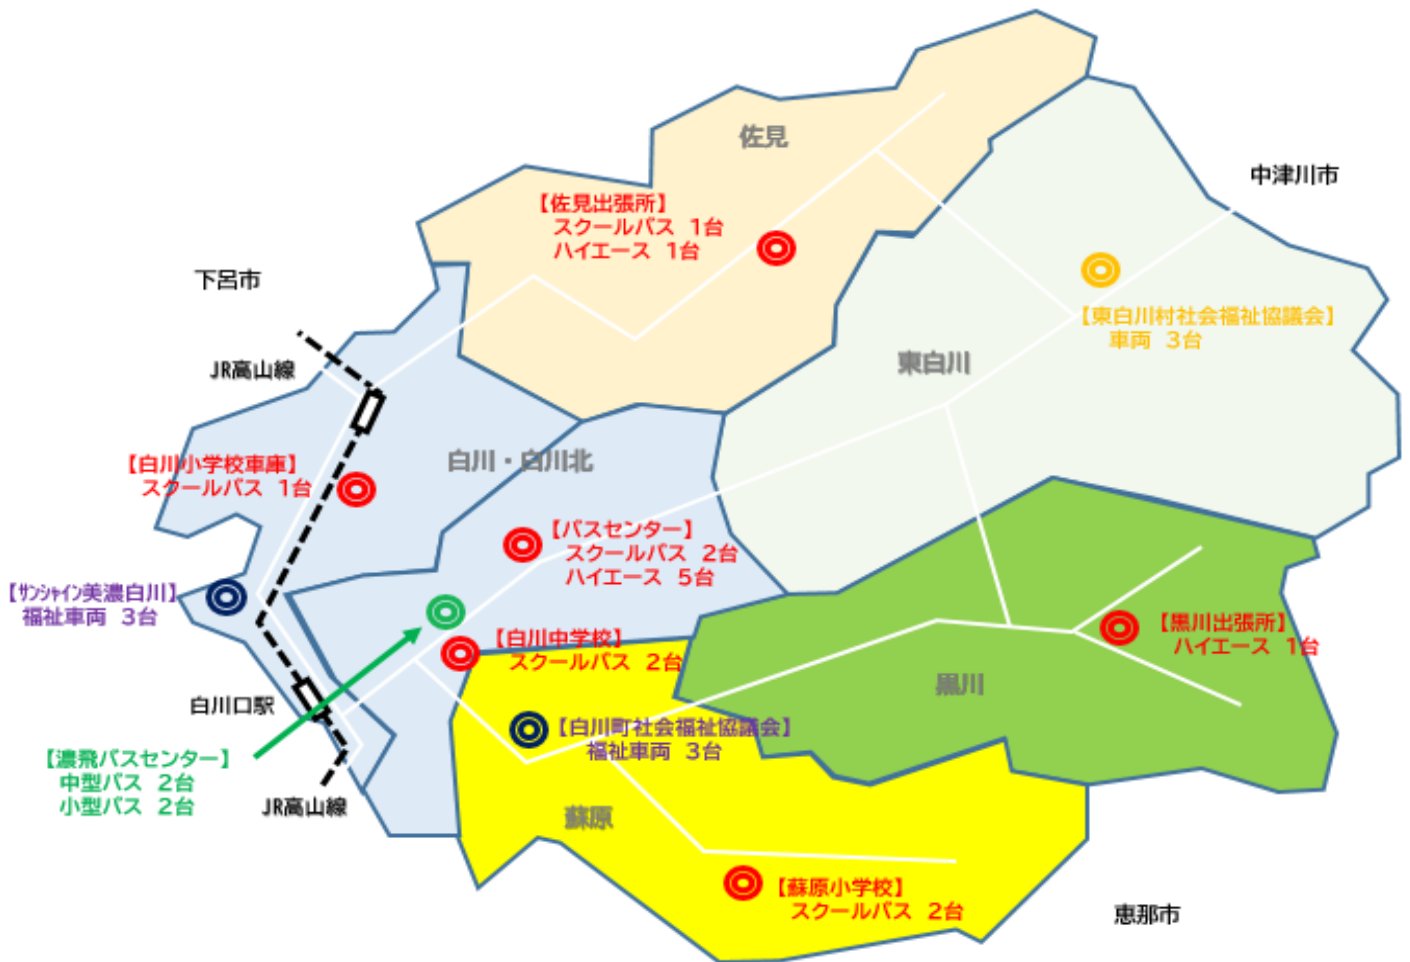 佐見
中津川市
【佐見出張所】
スクールバス 1台
ハイエース 1台
下呂市
【東白川村社会福祉協議会】
車両 3台
JR高山線
東白川
白川・白川北
【白川小学校車庫】
スクールバス 1台
【バスセンター】
スクールバス 2台
ハイエース 5台
【サンシャイン美濃白川】
福祉車両 3台
【白川中学校】
スクールバス 2台
【黒川出張所】
ハイエース 1台
黒川
白川口駅
【白川町社会福祉協議会】
福祉車両 3台
【濃飛バスセンター】
中型バス 2台
小型バス 2台
JR高山線
蘇原
【蘇原小学校】
スクールバス 2台
恵那市